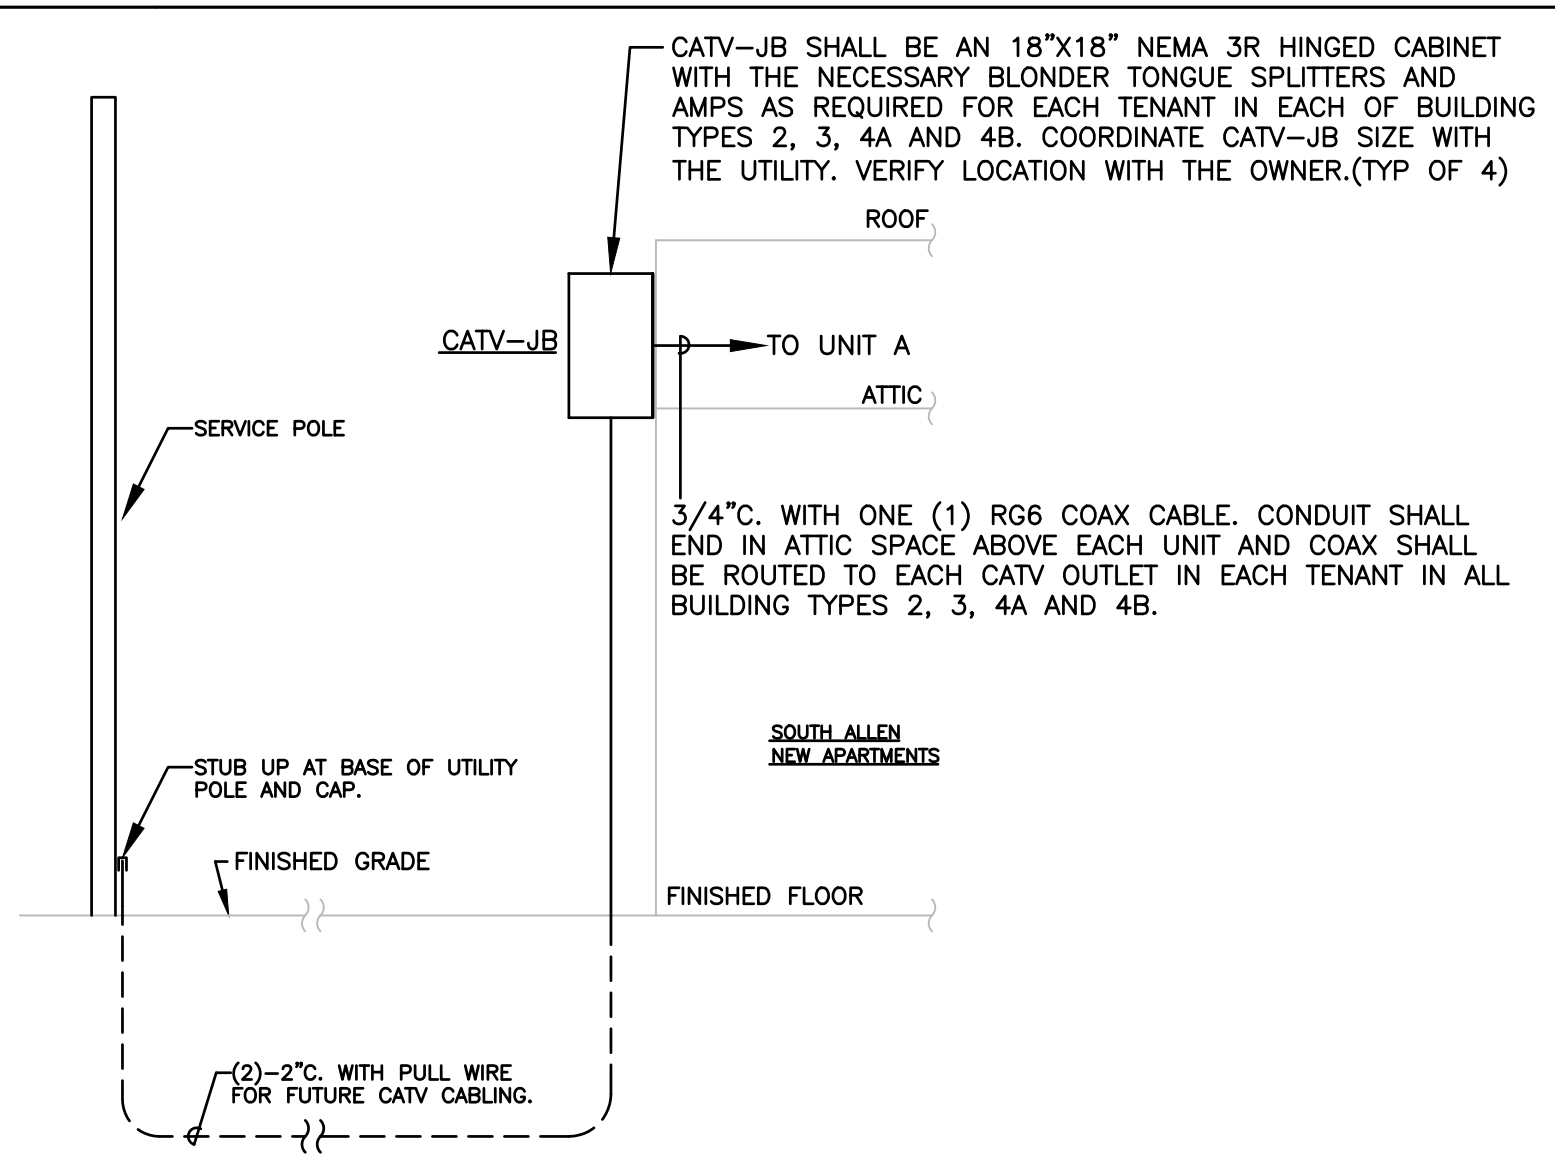 CATV-JB SHALL BE AN 18"X18" NEMA 3R HINGED CABINET
WITH THE NECESSARY BLONDER TONGUE SPLITTERS AND
AMPS AS REQUIRED FOR EACH TENANT IN EACH OF BUILDING
TYPES 2, 3, 4A AND 4B. COORDINATE CATV-JB SIZE WITH
THE UTILITY. VERIFY LOCATION WITH THE OWNER.(TYP OF 4)
ROOF
CATV-JB
TO UNIT A
ATTIC
SERVICE POLE
3/4"C. WITH ONE (1) RG6 COAX CABLE. CONDUIT SHALL
END IN ATTIC SPACE ABOVE EACH UNIT AND COAX SHALL
BE ROUTED TO EACH CATV OUTLET IN EACH TENANT IN ALL
BUILDING TYPES 2, 3, 4A AND 4B.
SOUTH ALLEN
NEW APARTMENTS
STUB UP AT BASE OF UTILITY
POLE AND CAP.
FINISHED GRADE
FINISHED FLOOR
(2)-2"C. WITH PULL WIRE
FOR FUTURE CATV CABLING.